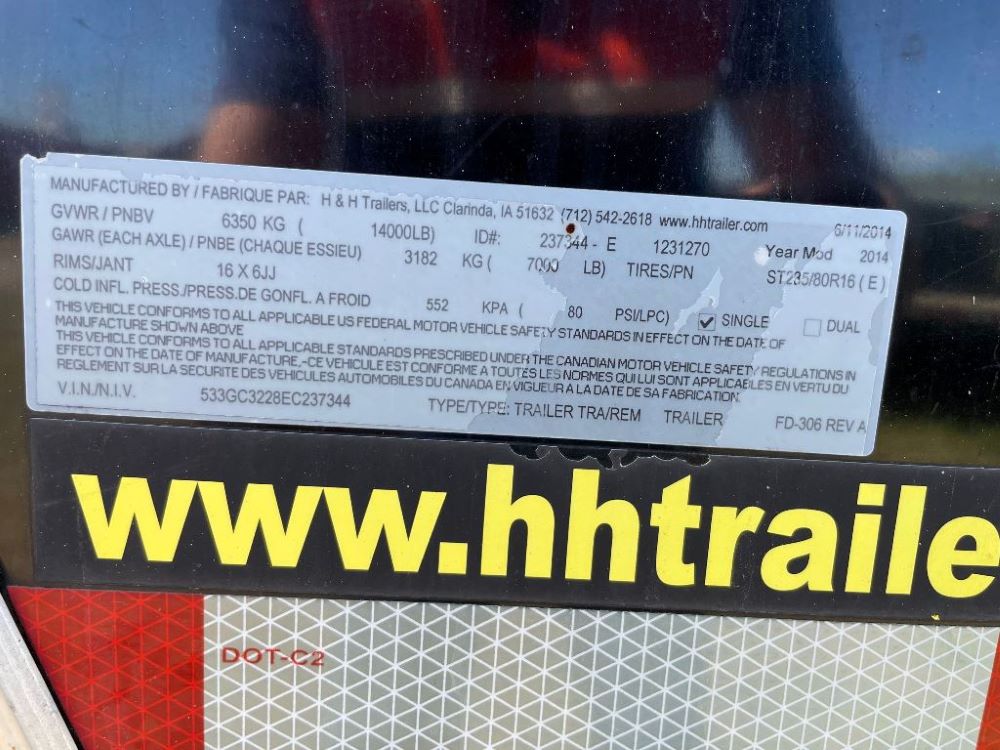 MANUFACTURED BY / FABRIQUE PAR: H & H Trailers, LLC Clarinda, IA 51632 (712) 542-2618 www.hhtrailer.com 6/11/2014
GVWR / PNBV 6350 KG ( 14000LB) ID#: 237344 - E 1231270 Year Mod 2014
GAWR (EACH AXLE) / PNBE (CHAQUE ESSIEU) 3182 KG ( 7000 LB) TIRES/PN ST235/80R16 ( E )
RIMS/JANT 16 X 6JJ
COLD INFL. PRESS./PRESS.DE GONFL. A FROID 552 KPA ( 80 PSI/LPC) SINGLE DUAL
THIS VEHICLE CONFORMS TO ALL APPLICABLE US FEDERAL MOTOR VEHICLE SAFETY STANDARDS IN EFFECT ON THE DATE OF
MANUFACTURE SHOWN ABOVE
THIS VEHICLE CONFORMS TO ALL APPLICABLE STANDARDS PRESCRIBED UNDER THE CANADIAN MOTOR VEHICLE SAFETY REGULATIONS IN
EFFECT ON THE DATE OF MANUFACTURE,-CE VEHICULE EST CONFORME A TOUTES LES NORMES QUI LUI SONT APPLICABLES EN VERTU DU
REGLEMENT SUR LA SECURITE DES VEHICULES AUTOMOBILES DU CANADA EN VIGUEUR A LA DATE DE SA FABRICATION.
V.I.N./N.I.V. 533GC3228EC237344 TYPE/TYPE: TRAILER TRA/REM TRAILER FD-306 REV A
www.hhtraile
DOT-C2